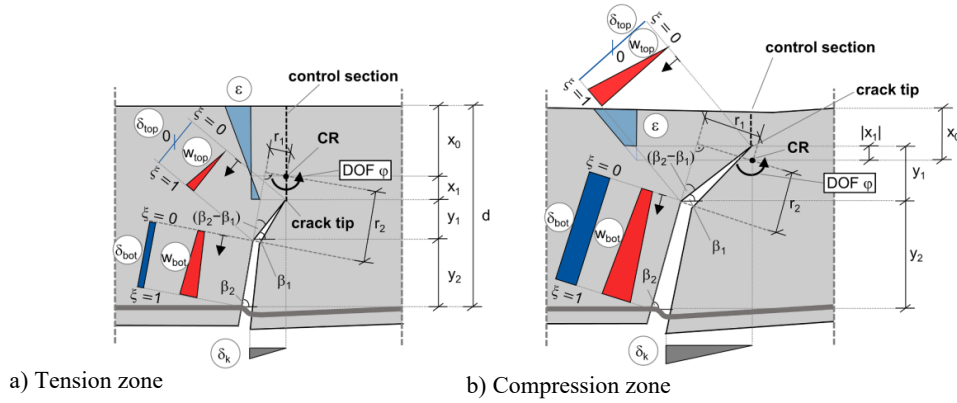 δtop
0
wtop
ξ=0
ξ=1
ε
control section
r1
CR
DOF φ
crack tip
(β2−β1)
r2
ξ=0
δbot
wbot
ξ=1
β2
β1
δk
x0
x1
y1
y2
d
a) Tension zone
δtop
0
wtop
ξ=0
ξ=1
control section
crack tip
r1
ε
CR
DOF φ
(β2−β1)
r2
ξ=0
δbot
wbot
ξ=1
β1
β2
δk
|x1|
x0
y1
y2
b) Compression zone